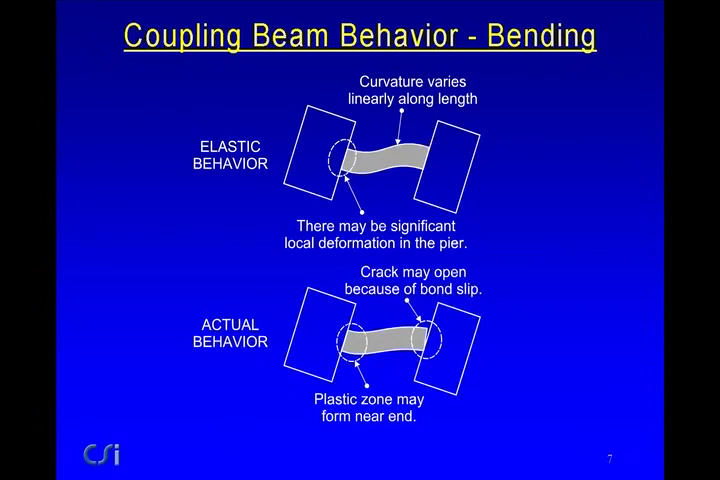 Coupling Beam Behavior - Bending
Curvature varies
linearly along length
ELASTIC
BEHAVIOR
There may be significant
local deformation in the pier.
Crack may open
because of bond slip.
ACTUAL
BEHAVIOR
Plastic zone may
form near end.
CSi
7